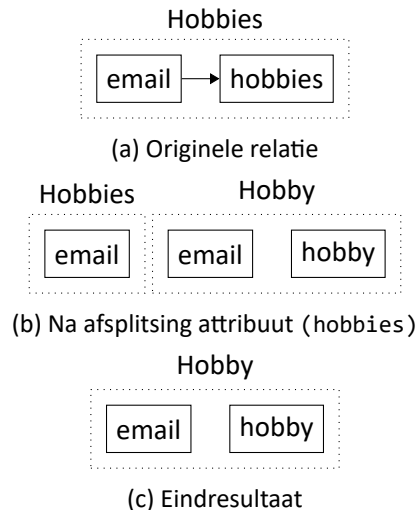 Hobbies
email hobbies
(a) Originele relatie
Hobbies Hobby
email email hobby
(b) Na afsplitsing attribuut (hobbies)
Hobby
email hobby
(c) Eindresultaat